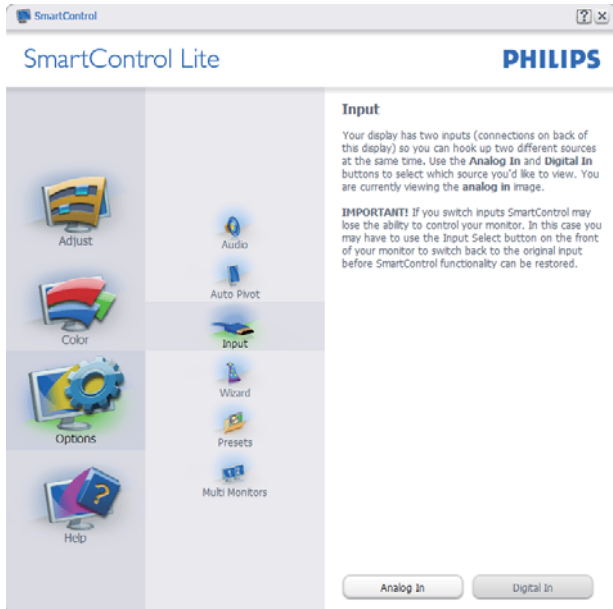 SmartControl
SmartControl Lite
PHILIPS
Adjust
Color
Options
Help
Audio
Auto Pivot
Input
Wizard
Presets
Multi Monitors
Input
Your display has two inputs (connections on back of
this display) so you can hook up two different sources
at the same time. Use the Analog In and Digital In
buttons to select which source you'd like to view. You
are currently viewing the analog in image.
IMPORTANT! If you switch inputs SmartControl may
lose the ability to control your monitor. In this case you
may have to use the Input Select button on the front
of your monitor to switch back to the original input
before SmartControl functionality can be restored.
Analog In
Digital In